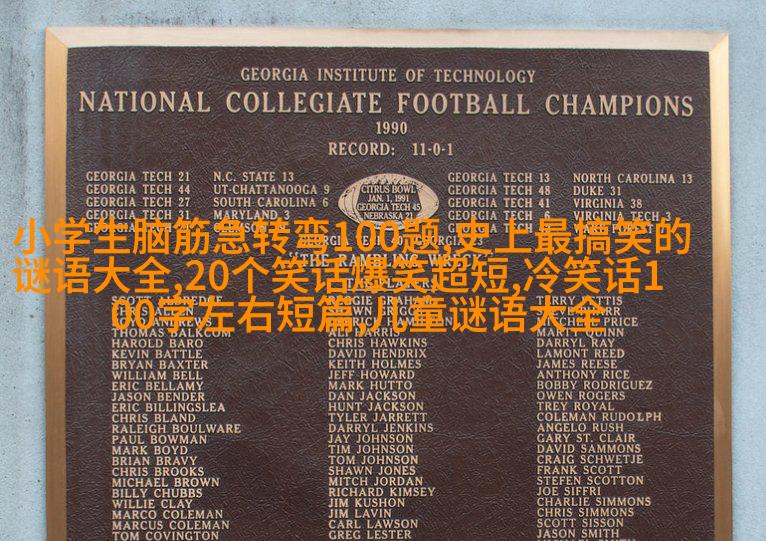 GEORGIA INSTITUTE OF TECHNOLOGY
NATIONAL COLLEGIATE FOOTBALL CHAMPIONS
1990
RECORD: 11-0-1
GEORGIA TECH 21 N.C. STATE 13
GEORGIA TECH 44 UT-CHATTANOOGA 9
GEORGIA TECH 27 SOUTH CAROLINA 6
GEORGIA TECH 31 MARYLAND 3
CITRUS BOWL
JAN. 1, 1991
GEORGIA TECH 45
NEBRASKA 21
GEORGIA TECH 13 NORTH CAROLINA 13
GEORGIA TECH 48 DUKE 31
GEORGIA TECH 41 VIRGINIA 38
GEORGIA TECH 6 VIRGINIA TECH 3
小学生脑筋急转弯100题,史上最搞笑的
谜语大全,20个笑话爆笑超短,冷笑话1
00字左右短篇,儿童谜语大全
"THE RAMBLING WRECK"
THOMAS BALKCOM
HAROLD BARO
KEVIN BATTLE
BRYAN BAXTER
WILLIAM BELL
ERIC BELLAMY
JASON BENDER
ERIC BILLINGSLEA
CHRIS BLAND
RALEIGH BOULWARE
PAUL BOWMAN
MARK BOYD
BRIAN BRAVY
CHRIS BROOKS
MICHAEL BROWN
BILLY CHUBBS
WILLIE CLAY
MARCO COLEMAN
MARCUS COLEMAN
TOM COVINGTON
CHRIS HAWKINS
DAVID HENDRIX
KEITH HOLMES
JEFF HOWARD
MARK HUTTO
DAN JACKSON
HUNT JACKSON
TYLER JARRETT
DARRYL JENKINS
JAY JOHNSON
TIM JOHNSON
TOM JOHNSON
SHAWN JONES
MITCH JORDAN
RICHARD KIMSEY
JIM KUSHON
JIM LAVIN
CARL LAWSON
GREG LESTER
MARTY QUINN
DARRYL RAY
LAMONT REED
JAMES REESE
ANTHONY RICE
BOBBY RODRIGUEZ
OWEN ROGERS
TREY ROYAL
COLEMAN RUDOLPH
ANGELO RUSH
GARY ST. CLAIR
DAVID SAMMONS
CRAIG SCHWETJE
FRANK SCOTT
STEFEN SCOTTON
JOE SIFFRI
CHARLIE SIMMONS
CHRIS SIMMONS
SCOTT SISSON
JASON SMITH